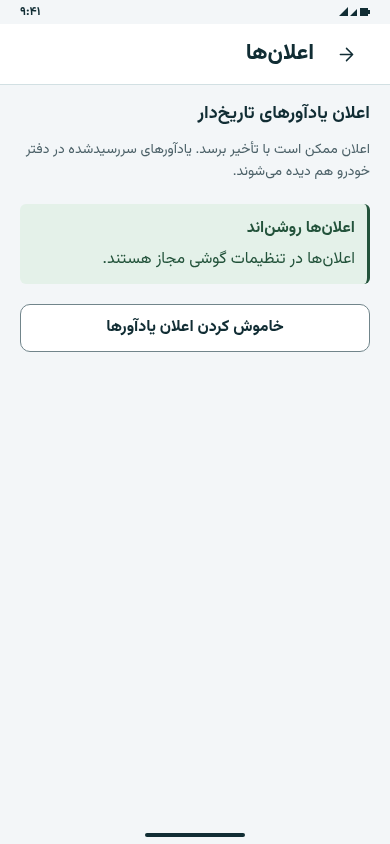 ۹:۴۱
اعلان‌ها
اعلان یادآورهای تاریخ‌دار
اعلان ممکن است با تأخیر برسد. یادآورهای سررسیدشده در دفتر
خودرو هم دیده می‌شوند.
اعلان‌ها روشن‌اند
اعلان‌ها در تنظیمات گوشی مجاز هستند.
خاموش کردن اعلان یادآورها